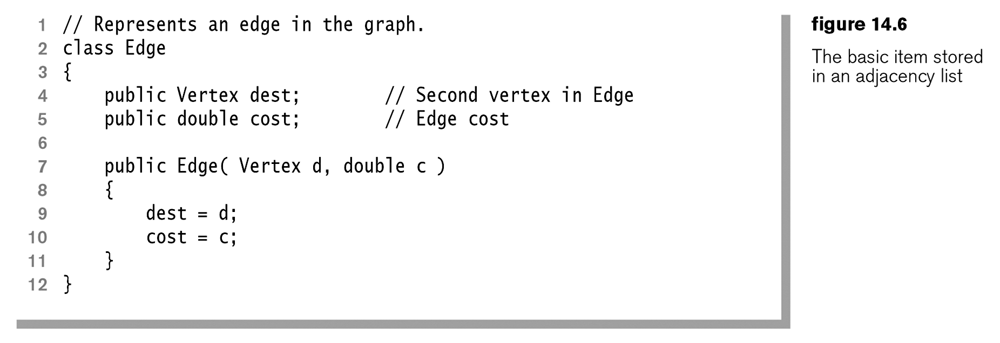 1 // Represents an edge in the graph.
2 class Edge
3 {
4     public Vertex dest;        // Second vertex in Edge
5     public double cost;        // Edge cost
6
7     public Edge( Vertex d, double c )
8     {
9         dest = d;
10         cost = c;
11     }
12 }
figure 14.6
The basic item stored
in an adjacency list